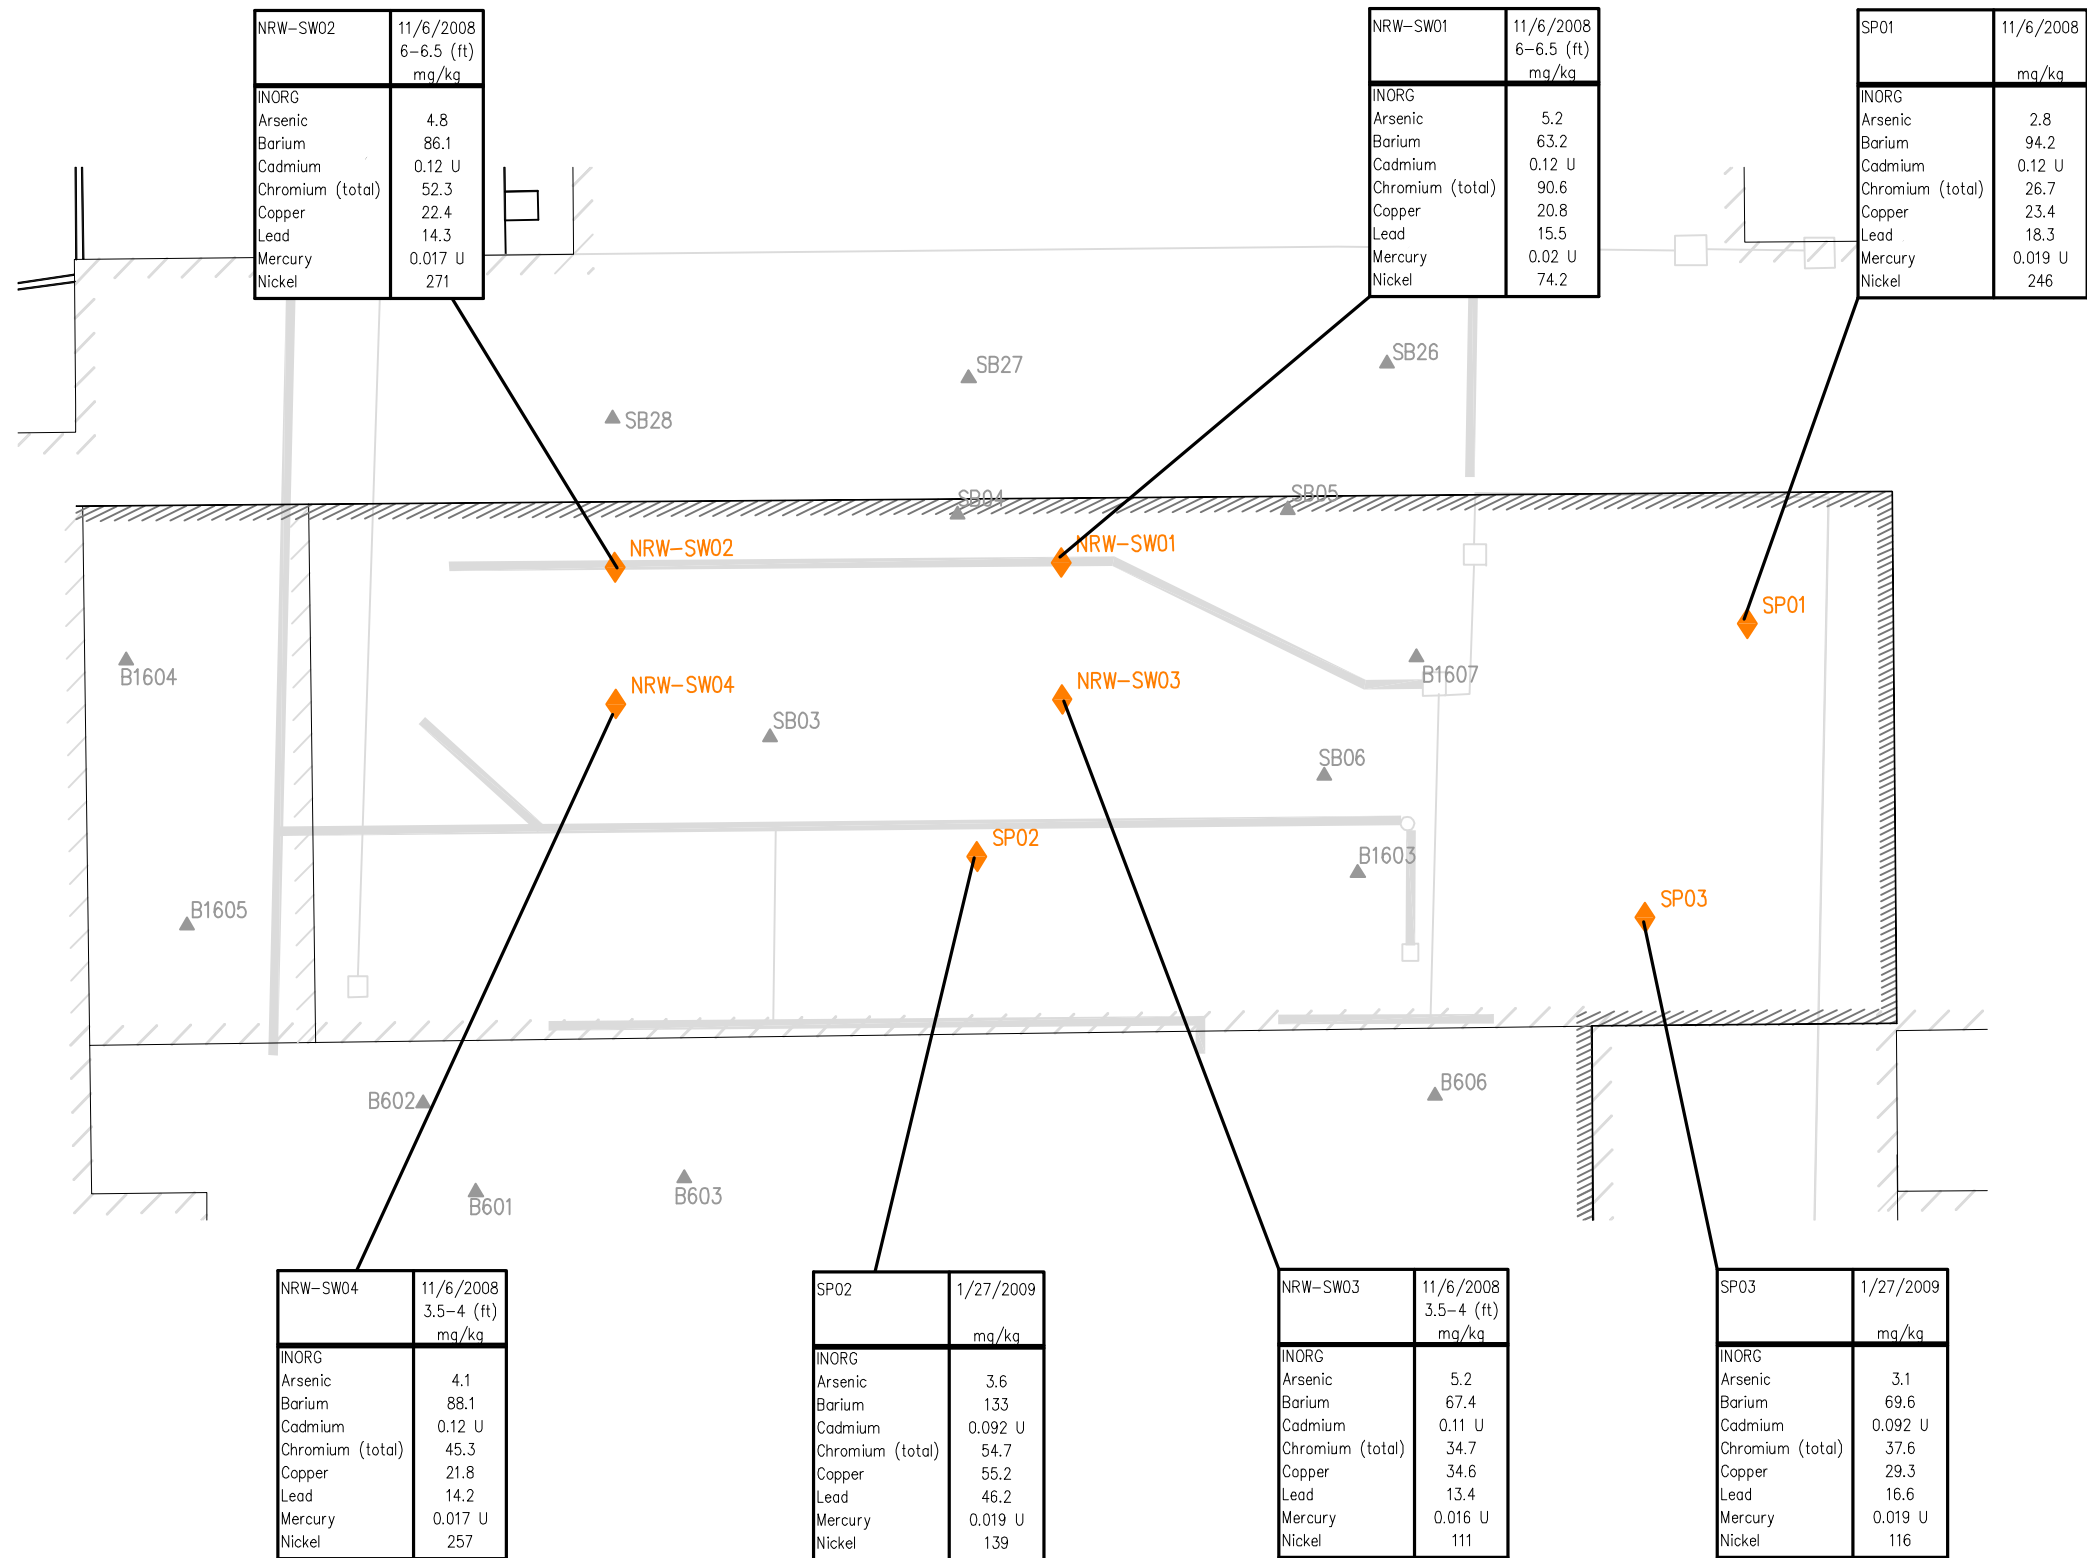 NRW-SW02 11/6/2008
6-6.5 (ft)
mg/kg
INORG
Arsenic 4.8
Barium 86.1
Cadmium 0.12 U
Chromium (total) 52.3
Copper 22.4
Lead 14.3
Mercury 0.017 U
Nickel 271
NRW-SW01 11/6/2008
6-6.5 (ft)
mg/kg
INORG
Arsenic 5.2
Barium 63.2
Cadmium 0.12 U
Chromium (total) 90.6
Copper 20.8
Lead 15.5
Mercury 0.02 U
Nickel 74.2
SP01 11/6/2008
mg/kg
INORG
Arsenic 2.8
Barium 94.2
Cadmium 0.12 U
Chromium (total) 26.7
Copper 23.4
Lead 18.3
Mercury 0.019 U
Nickel 246
SB26
SB27
SB28
SB04
SB05
NRW-SW02
NRW-SW01
SP01
B1604
B1607
NRW-SW04
NRW-SW03
SB03
SB06
SP02
B1603
SP03
B1605
B602
B606
B601
B603
NRW-SW04 11/6/2008
3.5-4 (ft)
mg/kg
INORG
Arsenic 4.1
Barium 88.1
Cadmium 0.12 U
Chromium (total) 45.3
Copper 21.8
Lead 14.2
Mercury 0.017 U
Nickel 257
SP02 1/27/2009
mg/kg
INORG
Arsenic 3.6
Barium 133
Cadmium 0.092 U
Chromium (total) 54.7
Copper 55.2
Lead 46.2
Mercury 0.019 U
Nickel 139
NRW-SW03 11/6/2008
3.5-4 (ft)
mg/kg
INORG
Arsenic 5.2
Barium 67.4
Cadmium 0.11 U
Chromium (total) 34.7
Copper 34.6
Lead 13.4
Mercury 0.016 U
Nickel 111
SP03 1/27/2009
mg/kg
INORG
Arsenic 3.1
Barium 69.6
Cadmium 0.092 U
Chromium (total) 37.6
Copper 29.3
Lead 16.6
Mercury 0.019 U
Nickel 116